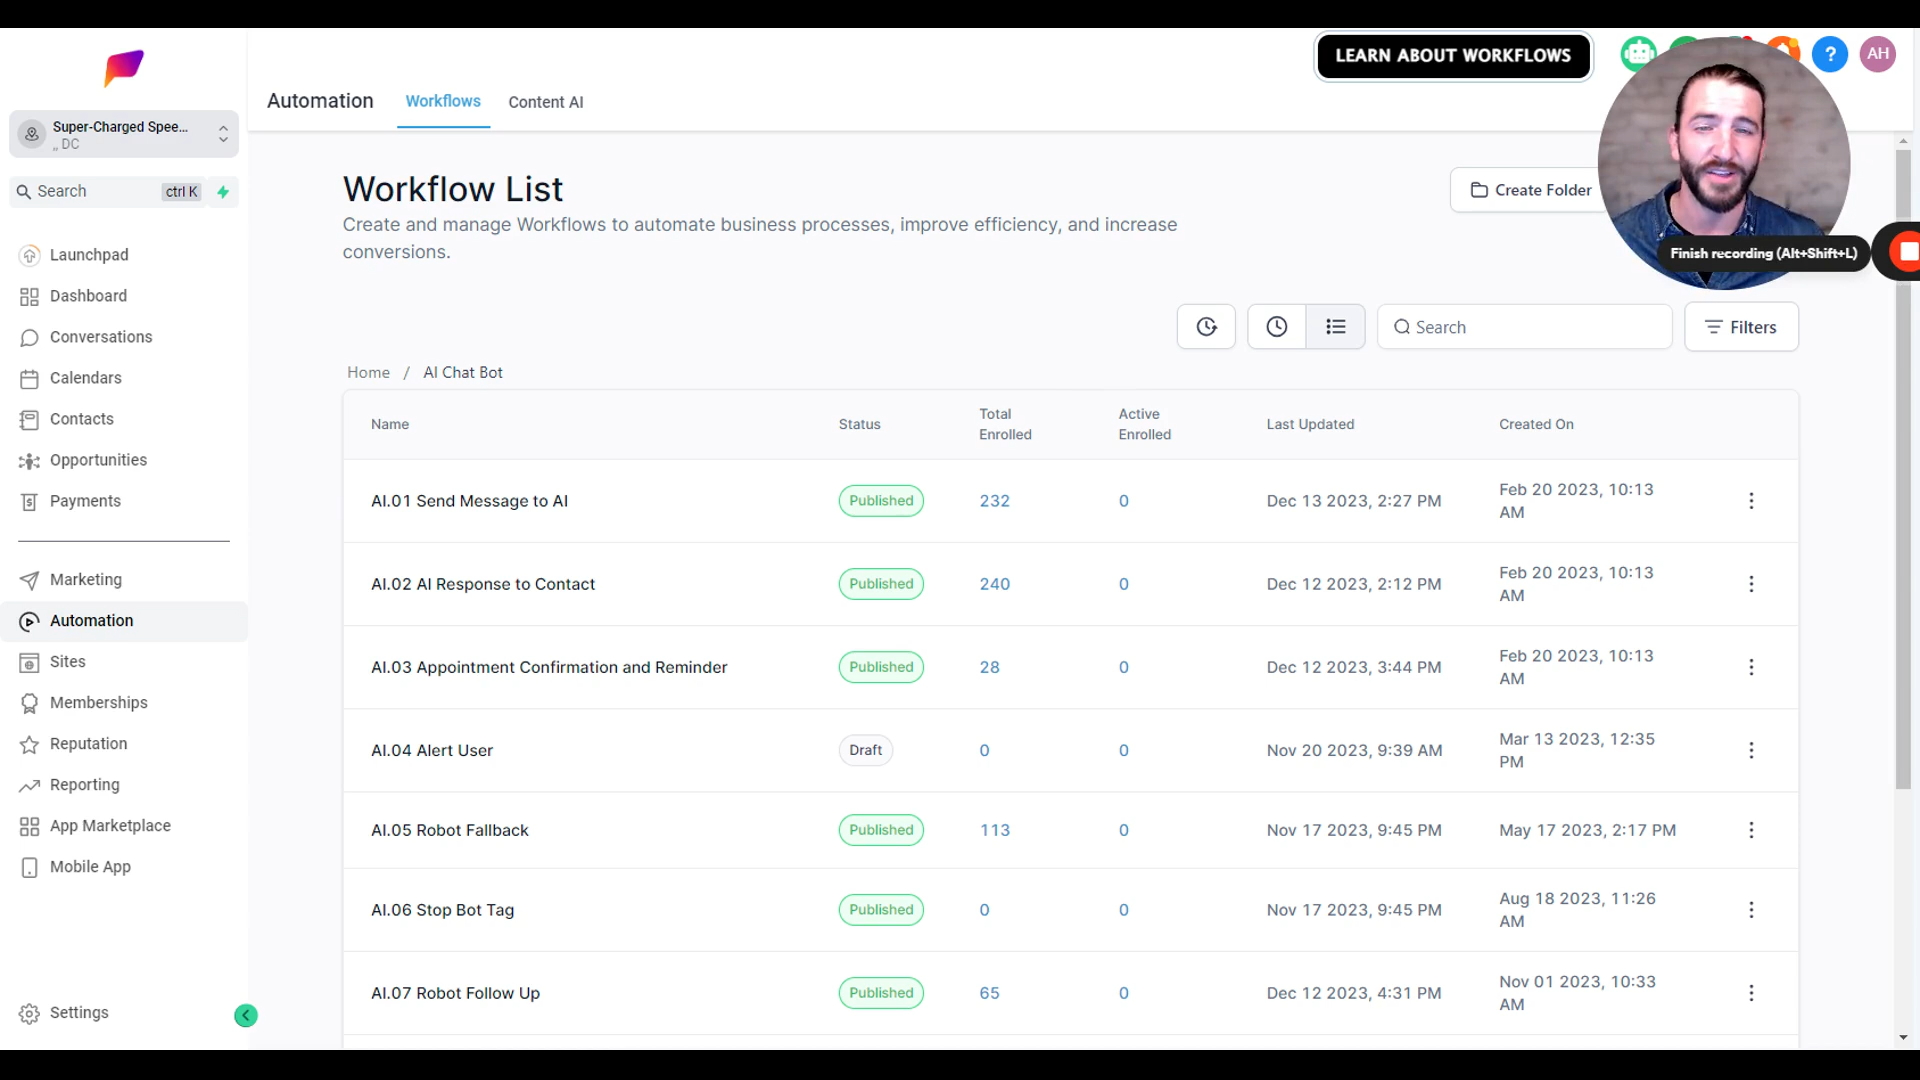 LEARN ABOUT WORKFLOWS
?
AH
Automation
Workflows
Content AI
Super-Charged Spee...
,, DC
Search
ctrl K
Launchpad
Dashboard
Conversations
Calendars
Contacts
Opportunities
Payments
Marketing
Automation
Sites
Memberships
Reputation
Reporting
App Marketplace
Mobile App
Settings
Workflow List
Create and manage Workflows to automate business processes, improve efficiency, and increase
conversions.
Create Folder
Finish recording (Alt+Shift+L)
Search
Filters
Home / AI Chat Bot
Name Status Total Enrolled Active Enrolled Last Updated Created On
AI.01 Send Message to AI Published 232 0 Dec 13 2023, 2:27 PM Feb 20 2023, 10:13 AM
AI.02 AI Response to Contact Published 240 0 Dec 12 2023, 2:12 PM Feb 20 2023, 10:13 AM
AI.03 Appointment Confirmation and Reminder Published 28 0 Dec 12 2023, 3:44 PM Feb 20 2023, 10:13 AM
AI.04 Alert User Draft 0 0 Nov 20 2023, 9:39 AM Mar 13 2023, 12:35 PM
AI.05 Robot Fallback Published 113 0 Nov 17 2023, 9:45 PM May 17 2023, 2:17 PM
AI.06 Stop Bot Tag Published 0 0 Nov 17 2023, 9:45 PM Aug 18 2023, 11:26 AM
AI.07 Robot Follow Up Published 65 0 Dec 12 2023, 4:31 PM Nov 01 2023, 10:33 AM